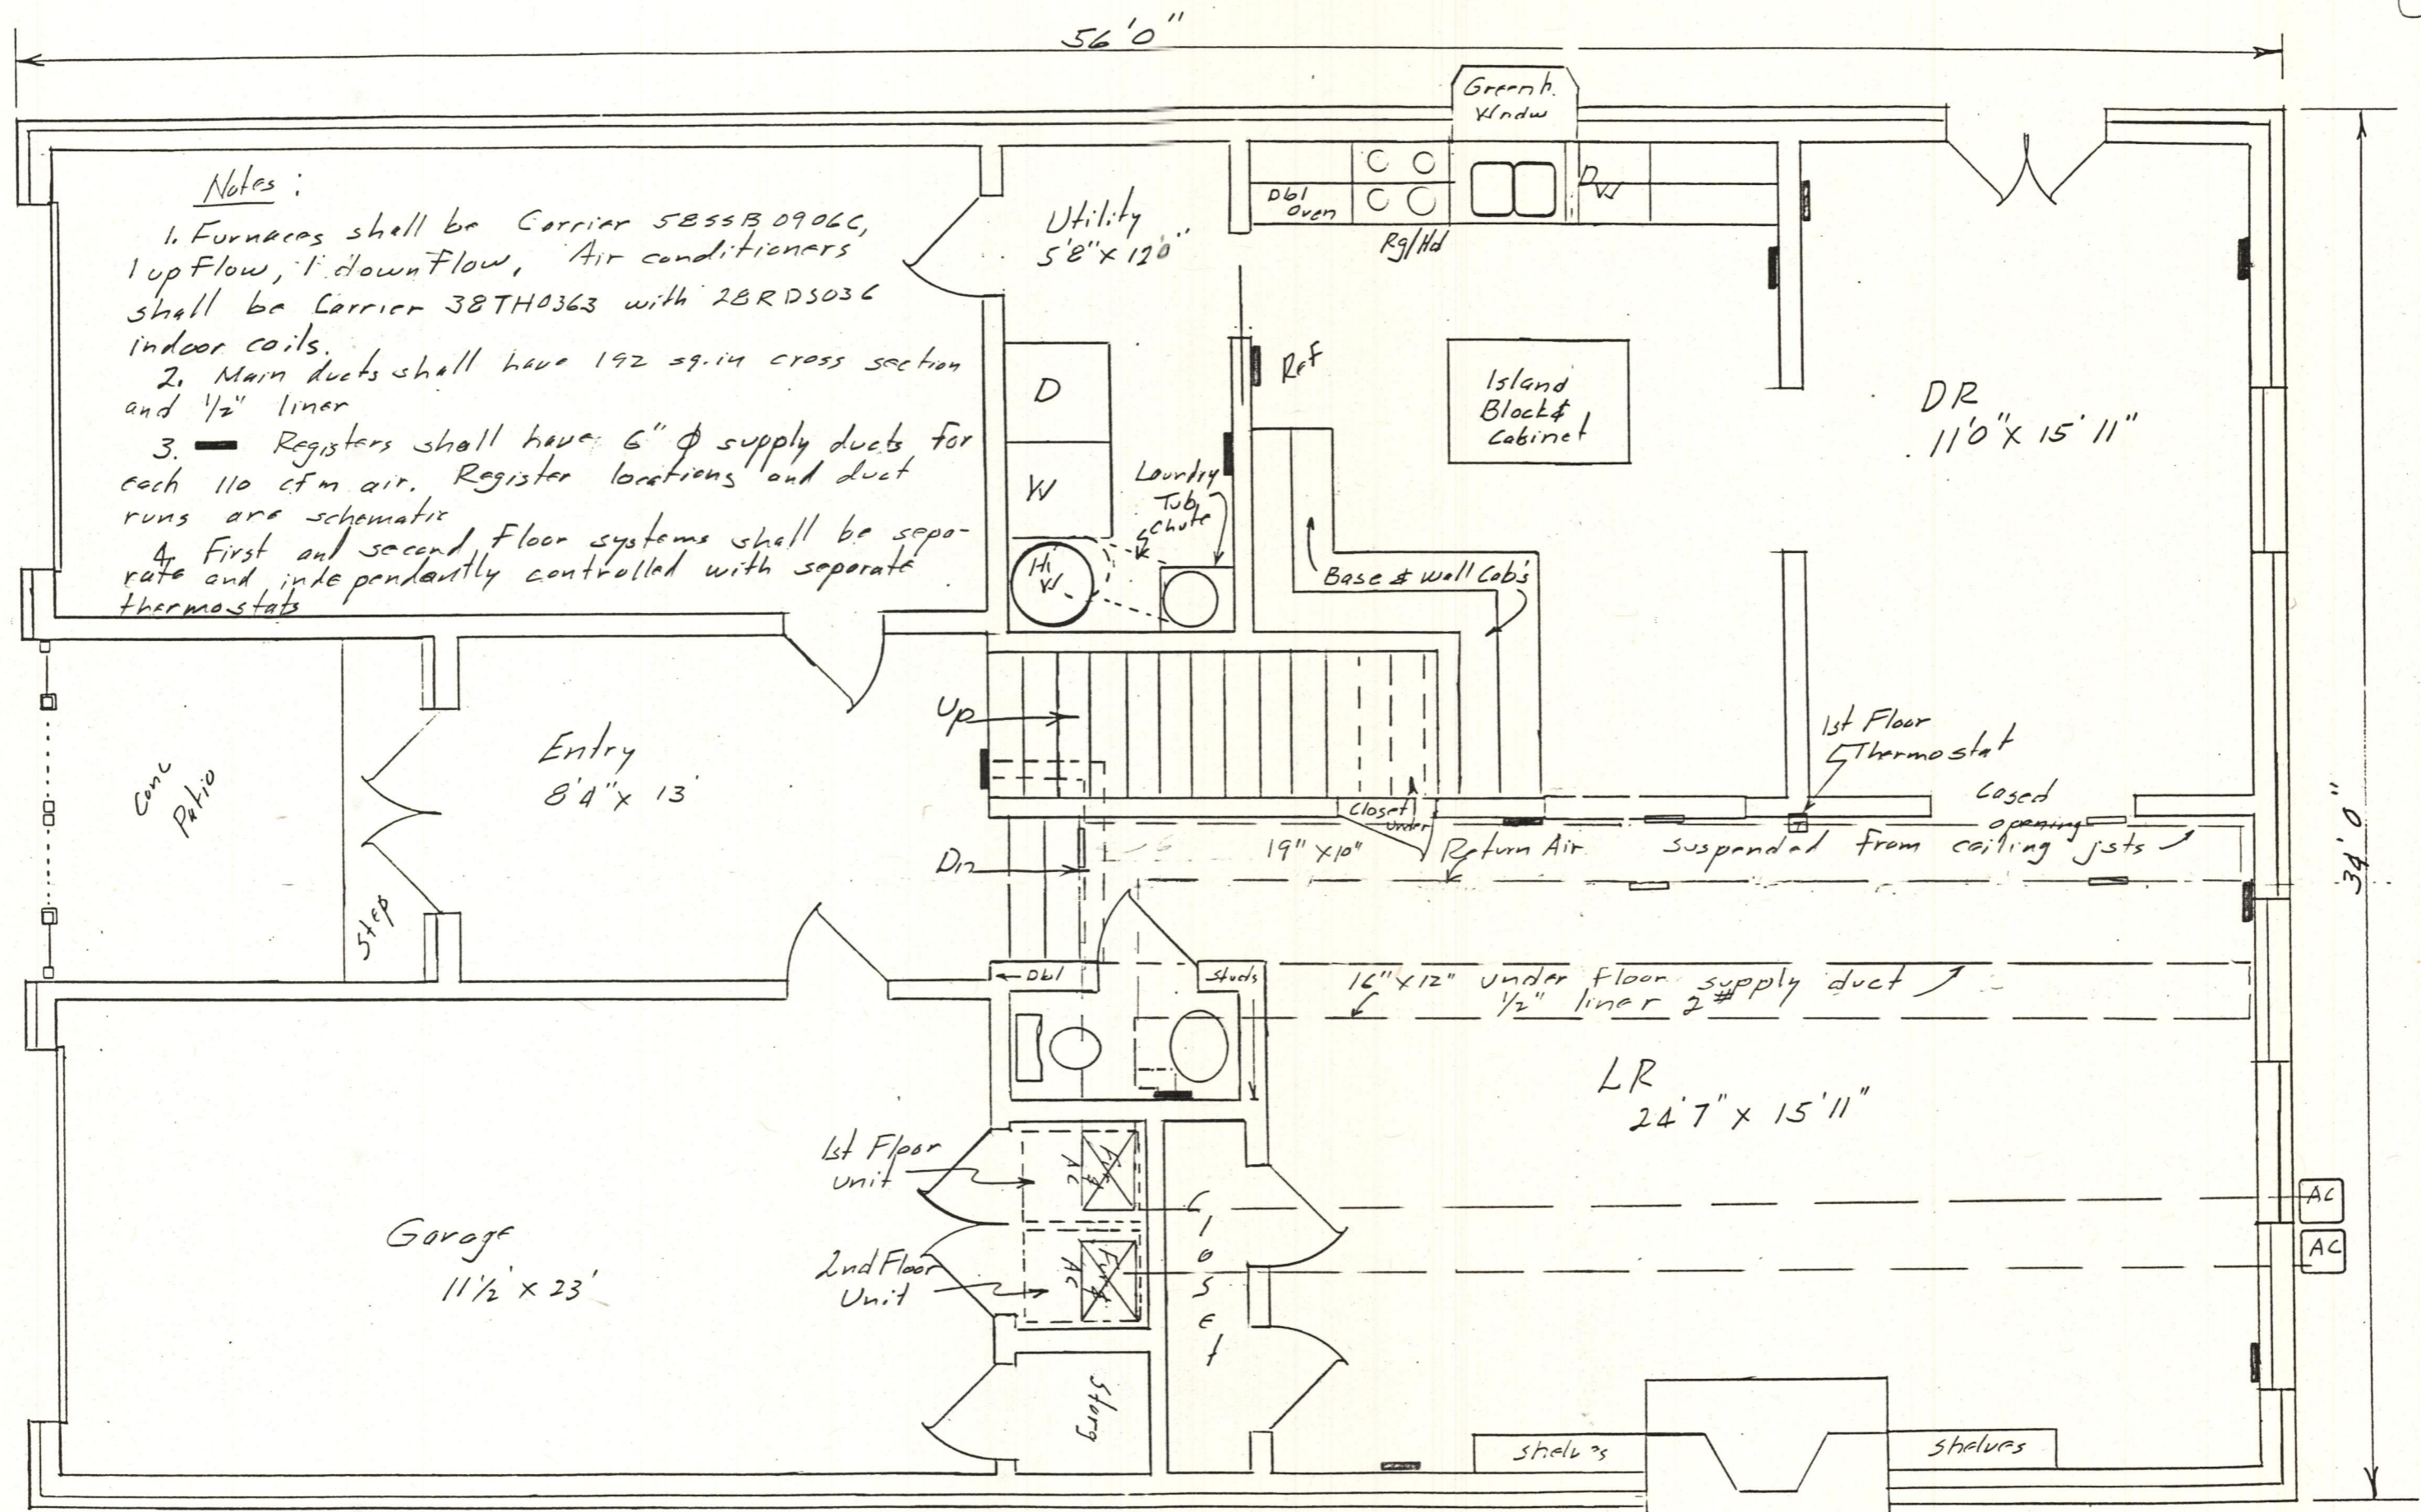 56'0"
Greenh.
Wndw
Notes :
1. Furnaces shall be Carrier 58SSB090GC,
1 upflow, 1 downflow, Air conditioners
shall be Carrier 38TH0363 with 28RDS036
indoor coils.
2. Main ducts shall have 192 sq.in cross section
and 1/2" liner
3. Registers shall have 6" ϕ supply ducts for
each 110 cfm air. Register locations and duct
runs are schematic
4. First and second floor systems shall be sepa-
rate and independantly controlled with separate
thermostats
Utility
5'8" x 12'0"
Dbl
Oven
DW
Rg/Hd
Ref
D
W
Laundry
Tub
Chute
H
W
Island
Block &
Cabinet
Base & wall Cab's
DR
11'0" x 15'11"
Conc
Patio
Step
Entry
8'4" x 13'
Up
Dn
Closet
Under
1st Floor
Thermostat
Cased
opening
19" x 10" Return Air suspended from ceiling jsts
34'0"
Dbl
Studs
16" x 12" under floor supply duct
1/2" liner 2#
LR
24'7" x 15'11"
Garage
11 1/2' x 23'
1st Floor
unit
2nd Floor
Unit
AC
AC
Closet
Storg
AC
AC
shelves
shelves